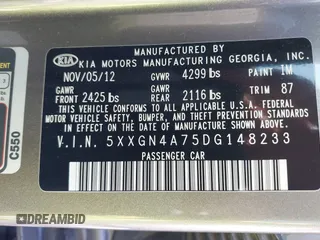 MANUFACTURED BY
KIA KIA MOTORS MANUFACTURING GEORGIA, INC.
NOV/05/12 GVWR 4299 lbs PAINT 1M
GAWR GAWR TRIM 87
FRONT 2425 lbs REAR 2116 lbs
THIS VEHICLE CONFORMS TO ALL APPLICABLE U.S. FEDERAL
MOTOR VEHICLE SAFETY, BUMPER, AND THEFT PREVENTION
STANDARDS IN EFFECT ON THE DATE OF MANUFACTURE
SHOWN ABOVE.
V.I.N. 5XXGN4A75DG148233
PASSENGER CAR
C550
DREAMBID